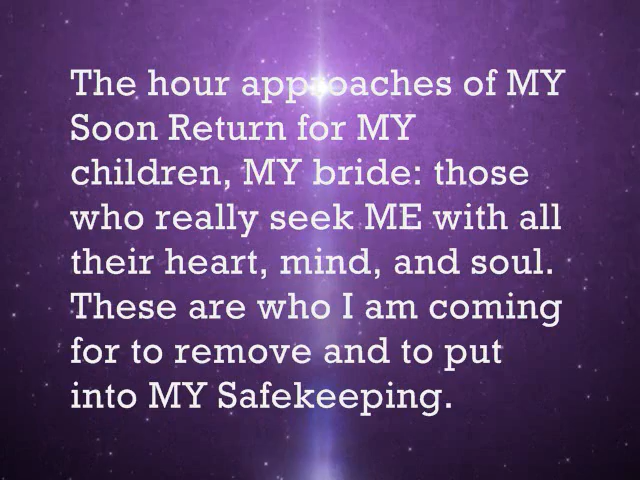 The hour approaches of MY
Soon Return for MY
children, MY bride: those
who really seek ME with all
their heart, mind, and soul.
These are who I am coming
for to remove and to put
into MY Safekeeping.